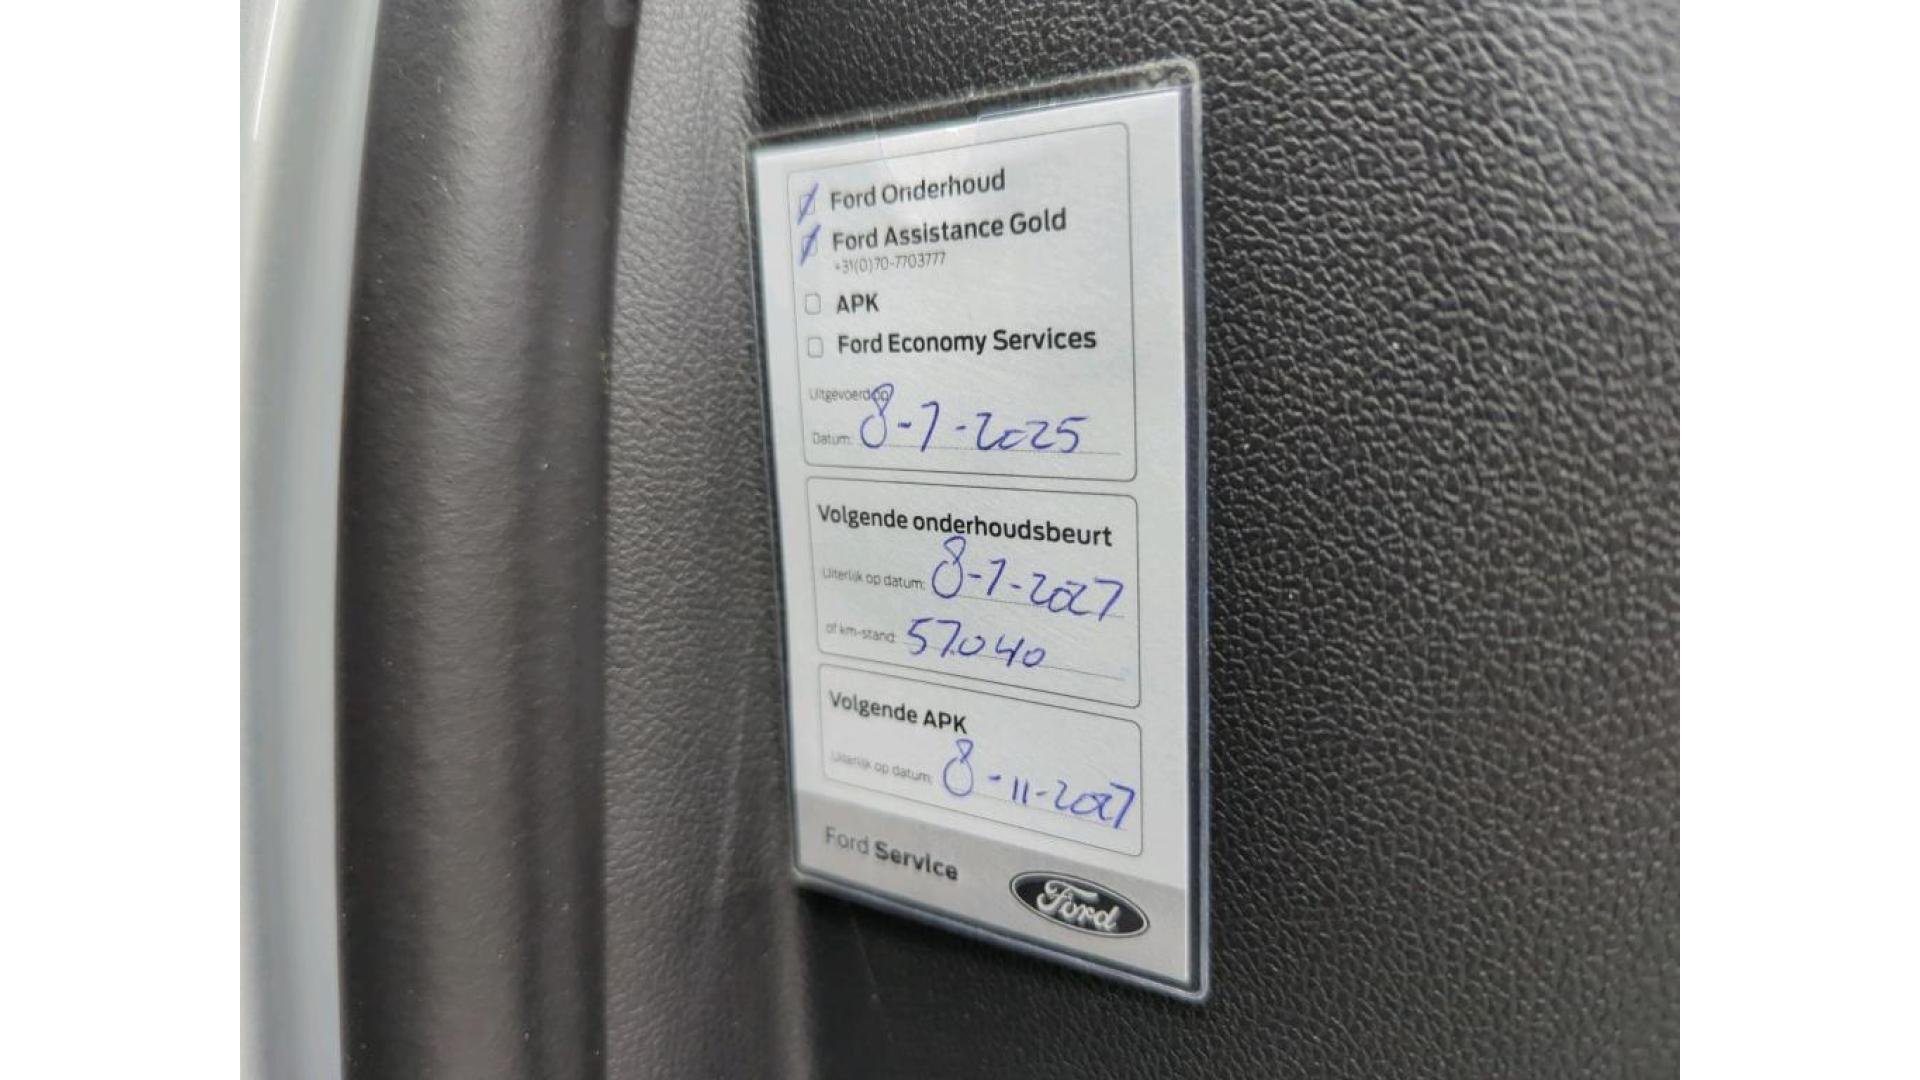 Ford Onderhoud
Ford Assistance Gold
+31(0)70-7703777
APK
Ford Economy Services
Uitgevoerd op
Datum: 8-7-2025
Volgende onderhoudsbeurt
Uiterlijk op datum: 8-7-2027
of km-stand: 57.040
Volgende APK
Uiterlijk op datum: 8-11-2027
Ford Service
Ford